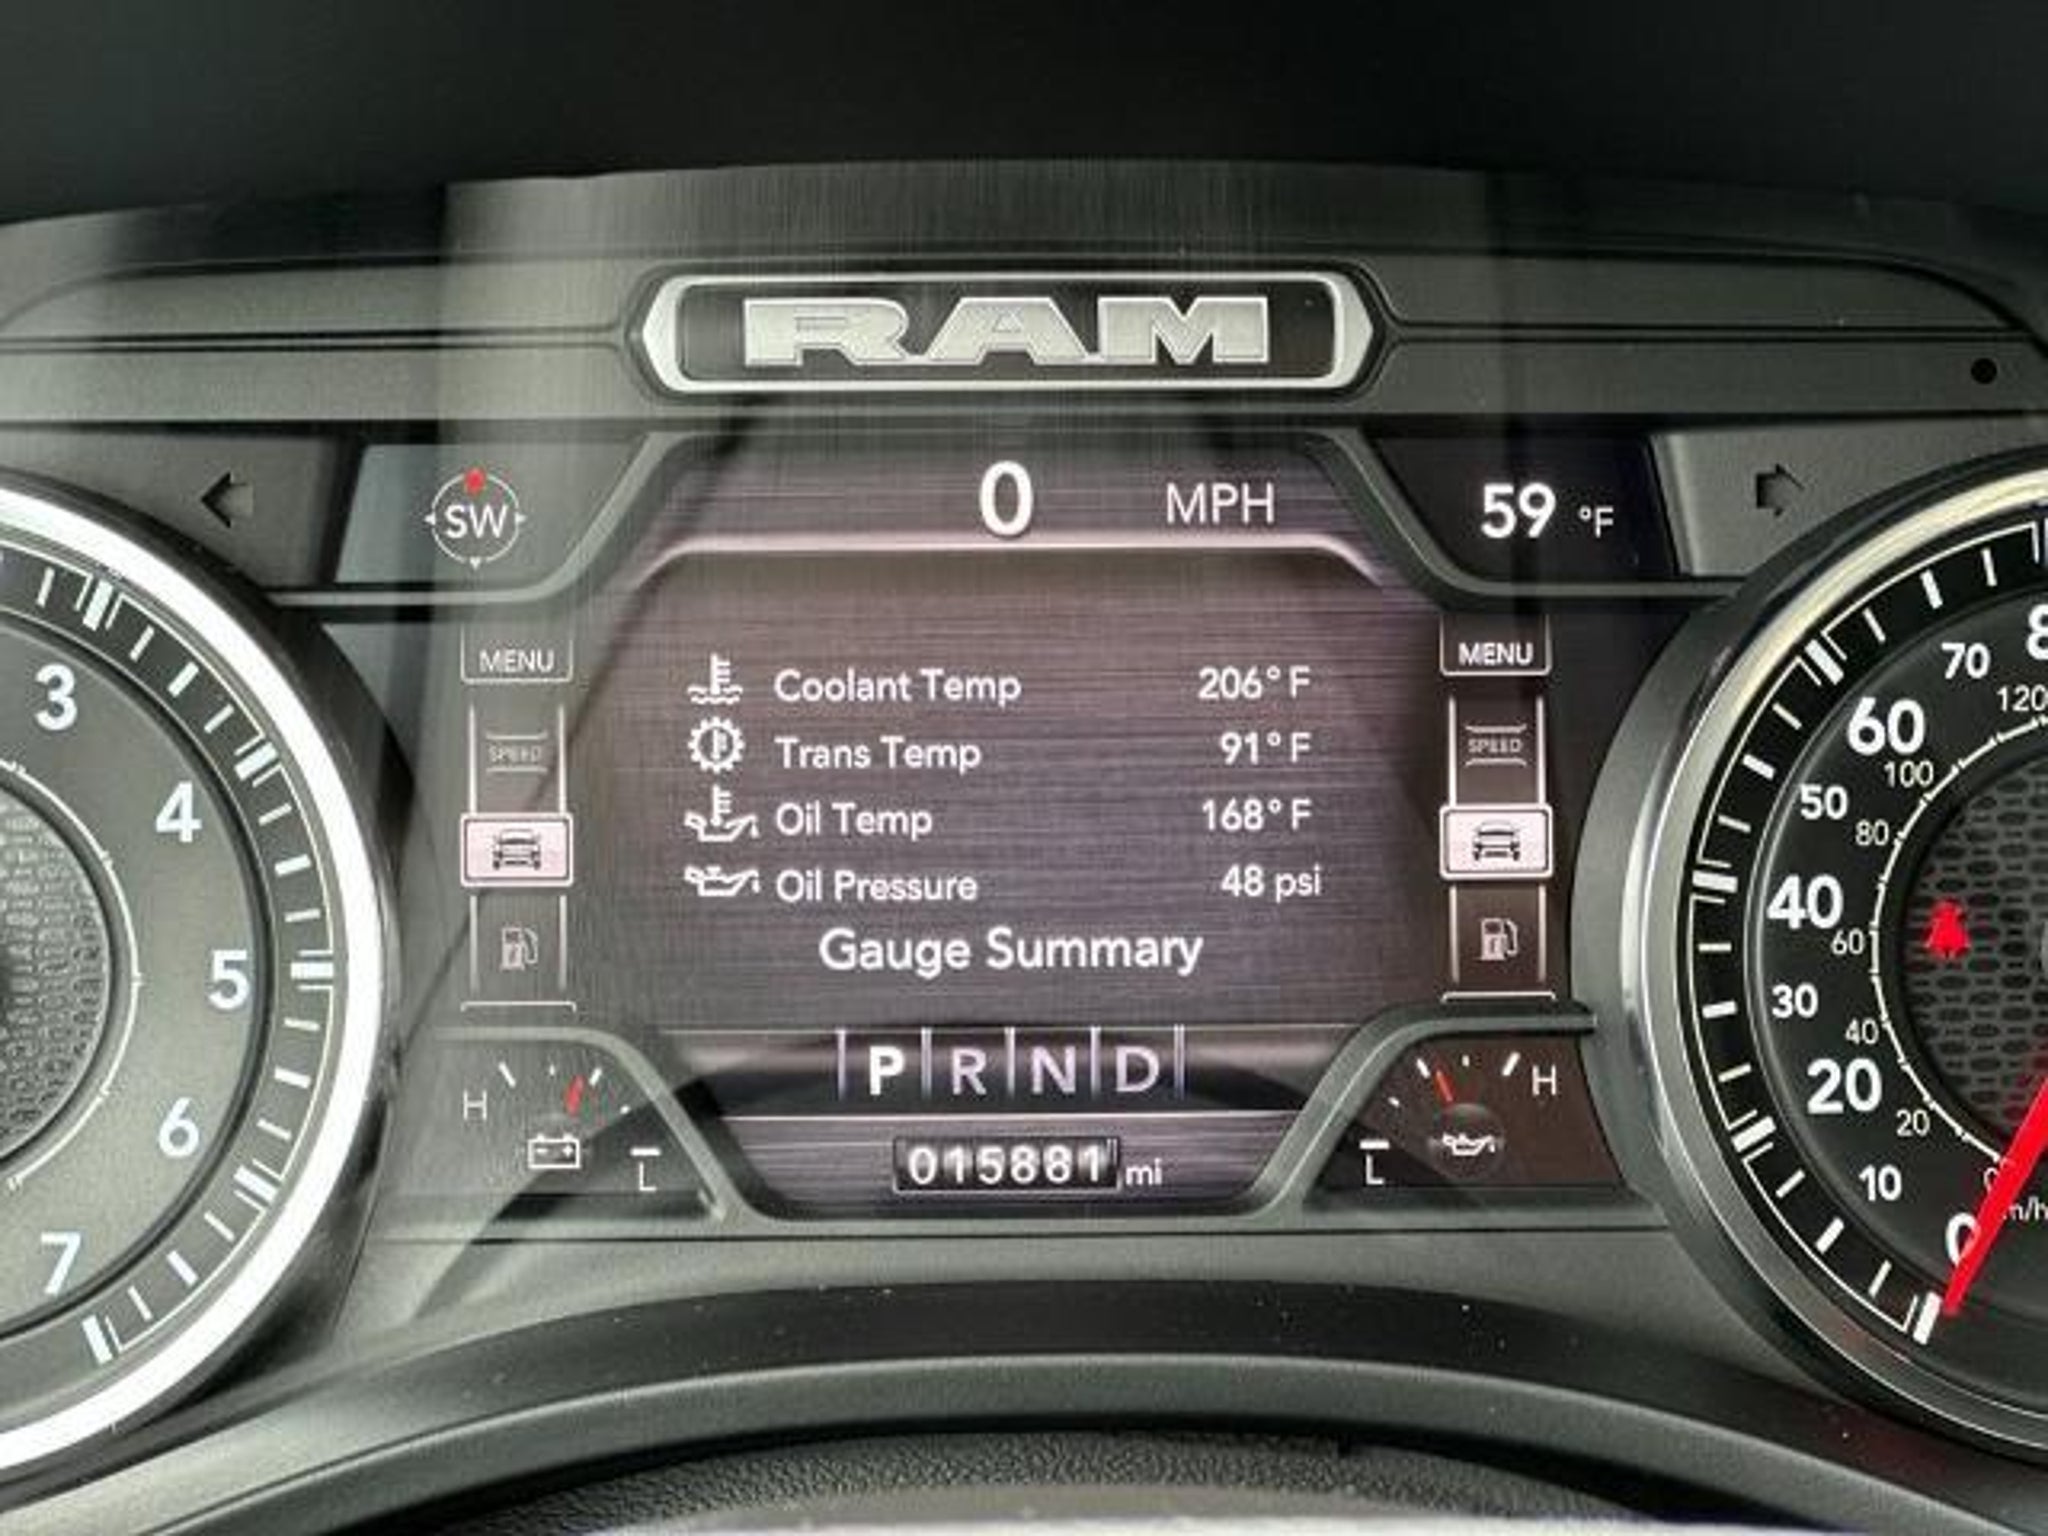 RAM
SW
0 MPH
59 °F
MENU
MENU
SPEED
SPEED
Coolant Temp 206° F
Trans Temp 91° F
Oil Temp 168° F
Oil Pressure 48 psi
Gauge Summary
P R N D
015881 mi
H
L
L
H
3
4
5
6
7
70
120
60
100
50
80
40
60
30
40
20
20
10
0